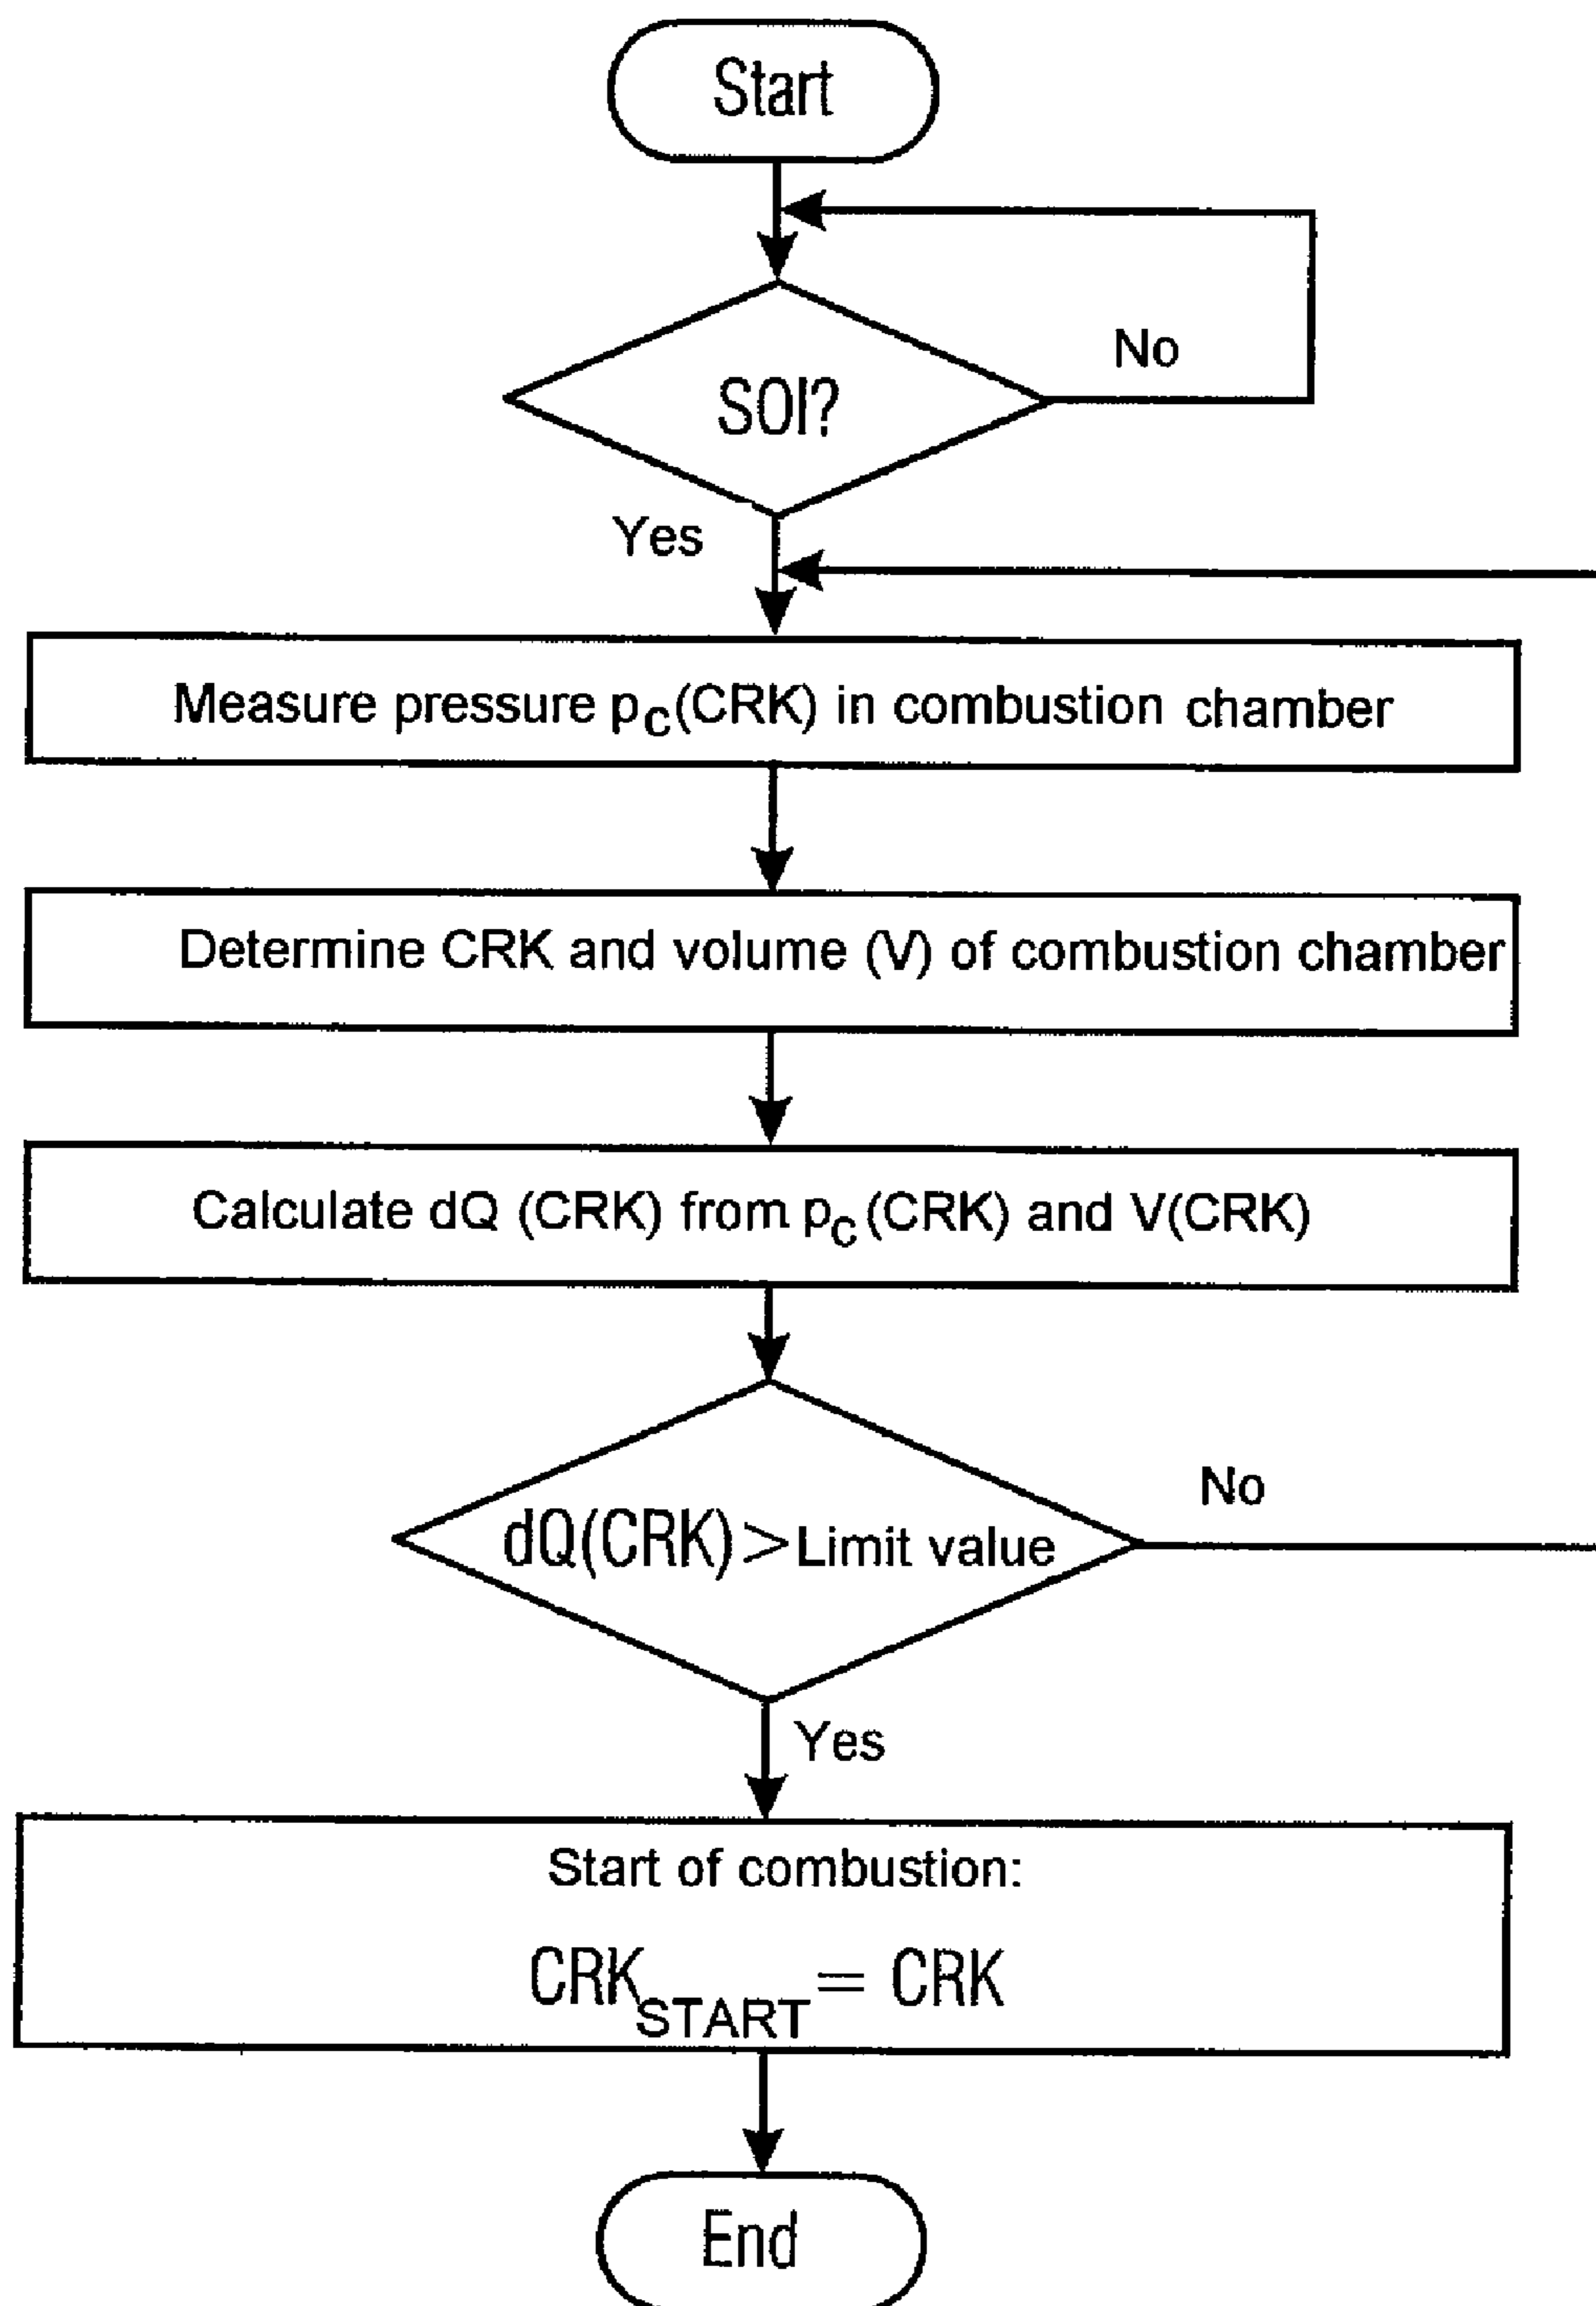 Start
SOI?
No
Yes
Measure pressure pC(CRK) in combustion chamber
Determine CRK and volume (V) of combustion chamber
Calculate dQ (CRK) from pC(CRK) and V(CRK)
dQ(CRK)>Limit value
No
Yes
Start of combustion:
CRKSTART= CRK
End